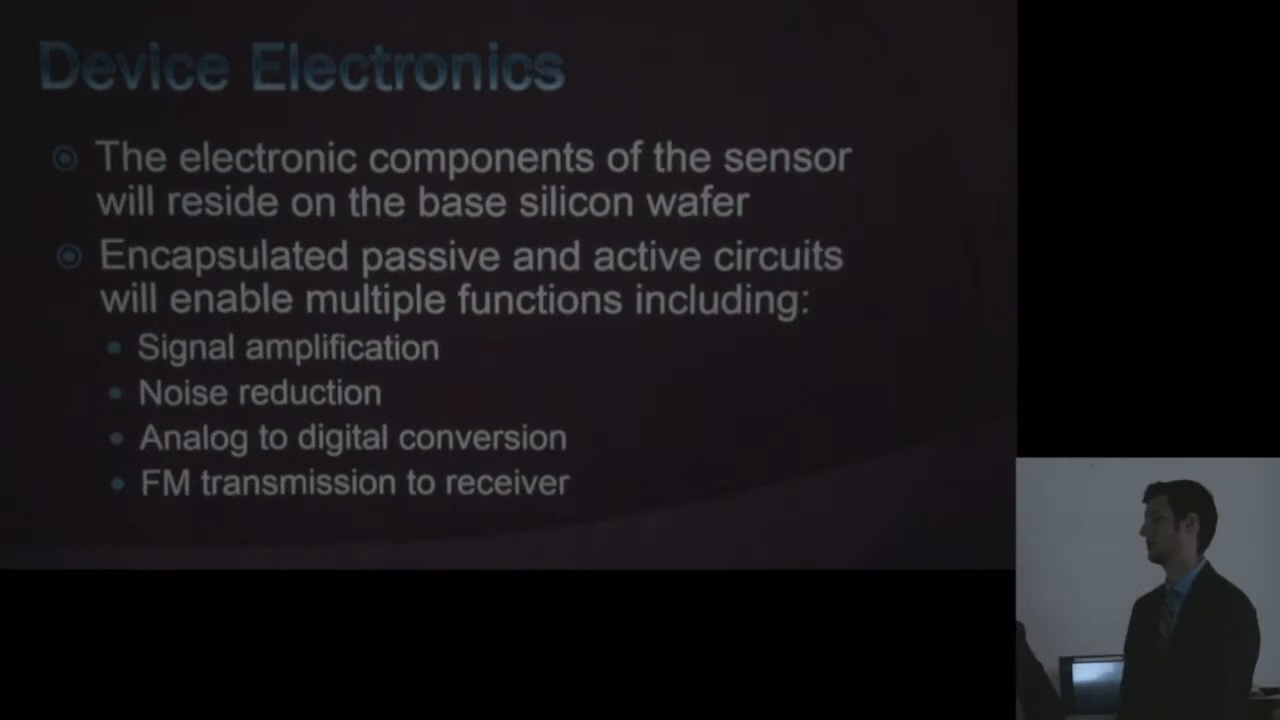 Device Electronics
The electronic components of the sensor
will reside on the base silicon wafer
Encapsulated passive and active circuits
will enable multiple functions including:
Signal amplification
Noise reduction
Analog to digital conversion
FM transmission to receiver